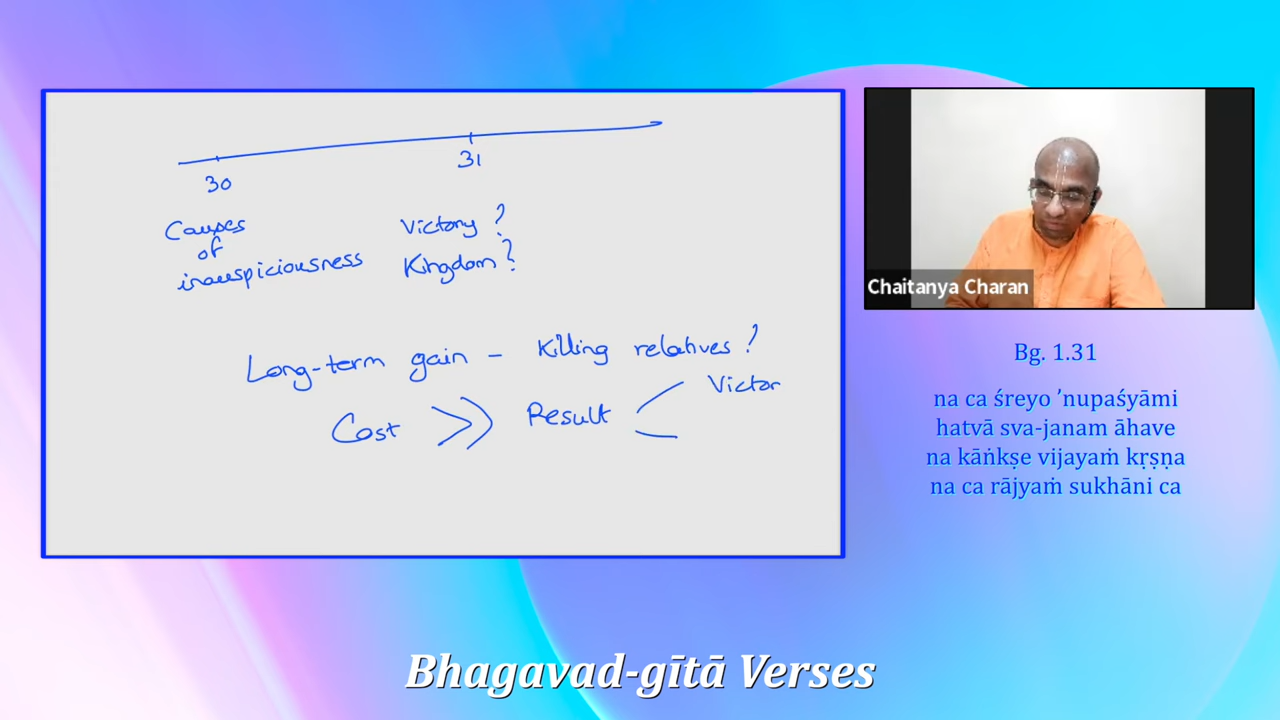 30
31
Causes
of
inauspiciousness
Victory ?
Kingdom ?
Long-term gain - Killing relatives ?
Cost >> Result < Victor
Chaitanya Charan
Bg. 1.31
na ca śreyo ’nupaśyāmi
hatvā sva-janam āhave
na kāṅkṣe vijayaṁ kṛṣṇa
na ca rājyaṁ sukhāni ca
Bhagavad-gītā Verses